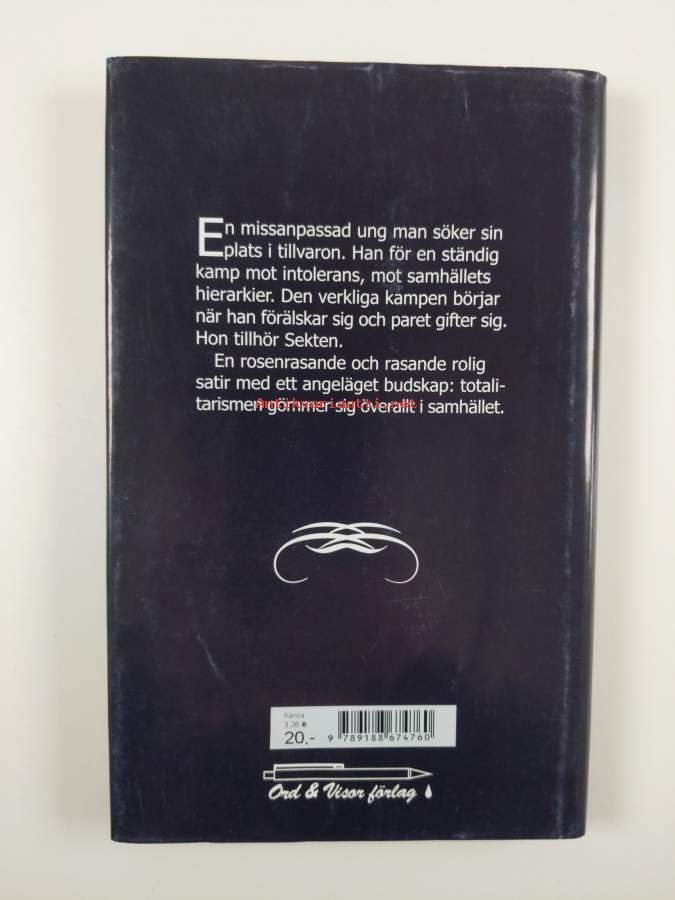 En missanpassad ung man söker sin
plats i tillvaron. Han för en ständig
kamp mot intolerans, mot samhällets
hierarkier. Den verkliga kampen börjar
när han förälskar sig och paret gifter sig.
Hon tillhör Sekten.
En rosenrasande och rasande rolig
satir med ett angeläget budskap: totali-
tarismen gömmer sig överallt i samhället.
Antikvariaatti.net
Kersa
3,36 e
20,-
9 789188 674760
Ord & Visor förlag